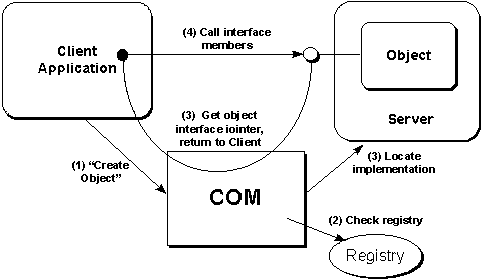 Client
Application
(4) Call interface
members
Object
Server
(3) Get object
interface iointer,
return to Client
(1) “Create
Object”
(3) Locate
implementation
COM
(2) Check registry
Registry